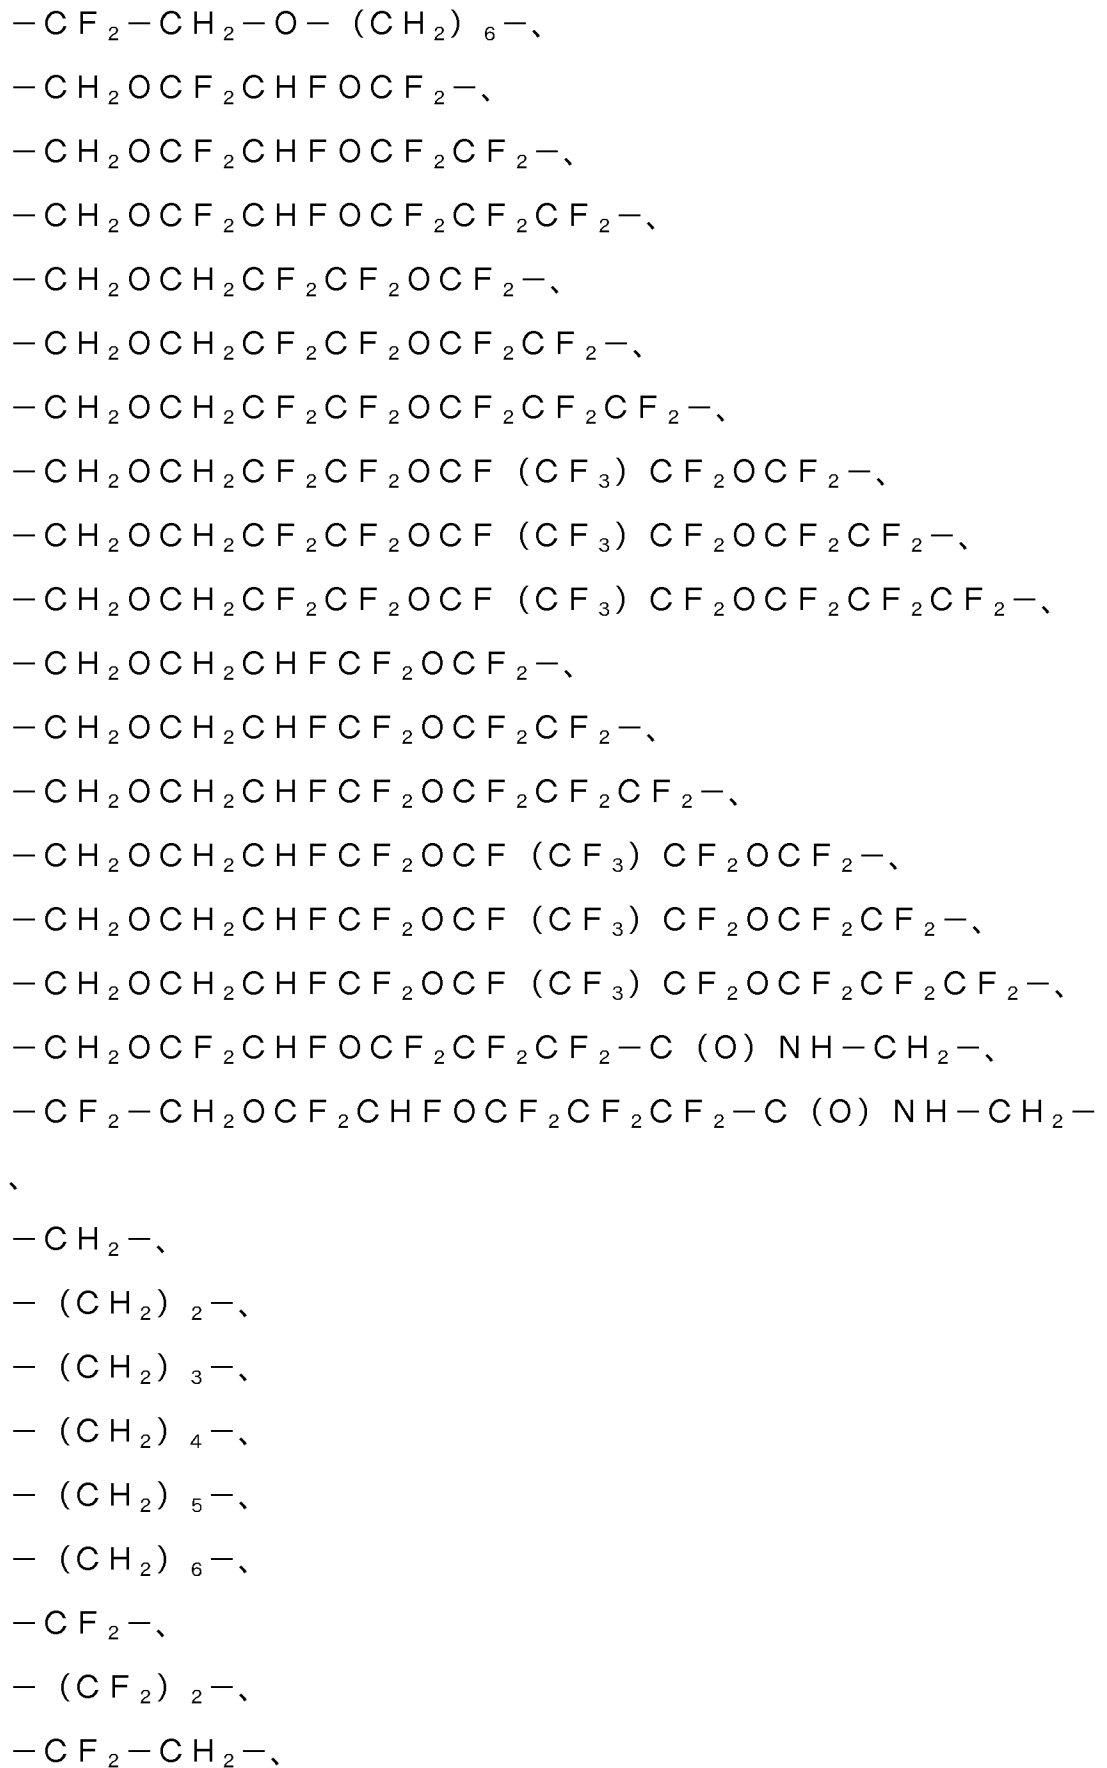 －ＣＦ₂－ＣＨ₂－Ｏ－（ＣＨ₂）₆－、
－ＣＨ₂ＯＣＦ₂ＣＨＦＯＣＦ₂－、
－ＣＨ₂ＯＣＦ₂ＣＨＦＯＣＦ₂ＣＦ₂－、
－ＣＨ₂ＯＣＦ₂ＣＨＦＯＣＦ₂ＣＦ₂ＣＦ₂－、
－ＣＨ₂ＯＣＨ₂ＣＦ₂ＣＦ₂ＯＣＦ₂－、
－ＣＨ₂ＯＣＨ₂ＣＦ₂ＣＦ₂ＯＣＦ₂ＣＦ₂－、
－ＣＨ₂ＯＣＨ₂ＣＦ₂ＣＦ₂ＯＣＦ₂ＣＦ₂ＣＦ₂－、
－ＣＨ₂ＯＣＨ₂ＣＦ₂ＣＦ₂ＯＣＦ（ＣＦ₃）ＣＦ₂ＯＣＦ₂－、
－ＣＨ₂ＯＣＨ₂ＣＦ₂ＣＦ₂ＯＣＦ（ＣＦ₃）ＣＦ₂ＯＣＦ₂ＣＦ₂－、
－ＣＨ₂ＯＣＨ₂ＣＦ₂ＣＦ₂ＯＣＦ（ＣＦ₃）ＣＦ₂ＯＣＦ₂ＣＦ₂ＣＦ₂－、
－ＣＨ₂ＯＣＨ₂ＣＨＦＣＦ₂ＯＣＦ₂－、
－ＣＨ₂ＯＣＨ₂ＣＨＦＣＦ₂ＯＣＦ₂ＣＦ₂－、
－ＣＨ₂ＯＣＨ₂ＣＨＦＣＦ₂ＯＣＦ₂ＣＦ₂ＣＦ₂－、
－ＣＨ₂ＯＣＨ₂ＣＨＦＣＦ₂ＯＣＦ（ＣＦ₃）ＣＦ₂ＯＣＦ₂－、
－ＣＨ₂ＯＣＨ₂ＣＨＦＣＦ₂ＯＣＦ（ＣＦ₃）ＣＦ₂ＯＣＦ₂ＣＦ₂－、
－ＣＨ₂ＯＣＨ₂ＣＨＦＣＦ₂ＯＣＦ（ＣＦ₃）ＣＦ₂ＯＣＦ₂ＣＦ₂ＣＦ₂－、
－ＣＨ₂ＯＣＦ₂ＣＨＦＯＣＦ₂ＣＦ₂ＣＦ₂－Ｃ（Ｏ）ＮＨ－ＣＨ₂－、
－ＣＦ₂－ＣＨ₂ＯＣＦ₂ＣＨＦＯＣＦ₂ＣＦ₂ＣＦ₂－Ｃ（Ｏ）ＮＨ－ＣＨ₂－
、
－ＣＨ₂－、
－（ＣＨ₂）₂－、
－（ＣＨ₂）₃－、
－（ＣＨ₂）₄－、
－（ＣＨ₂）₅－、
－（ＣＨ₂）₆－、
－ＣＦ₂－、
－（ＣＦ₂）₂－、
－ＣＦ₂－ＣＨ₂－、